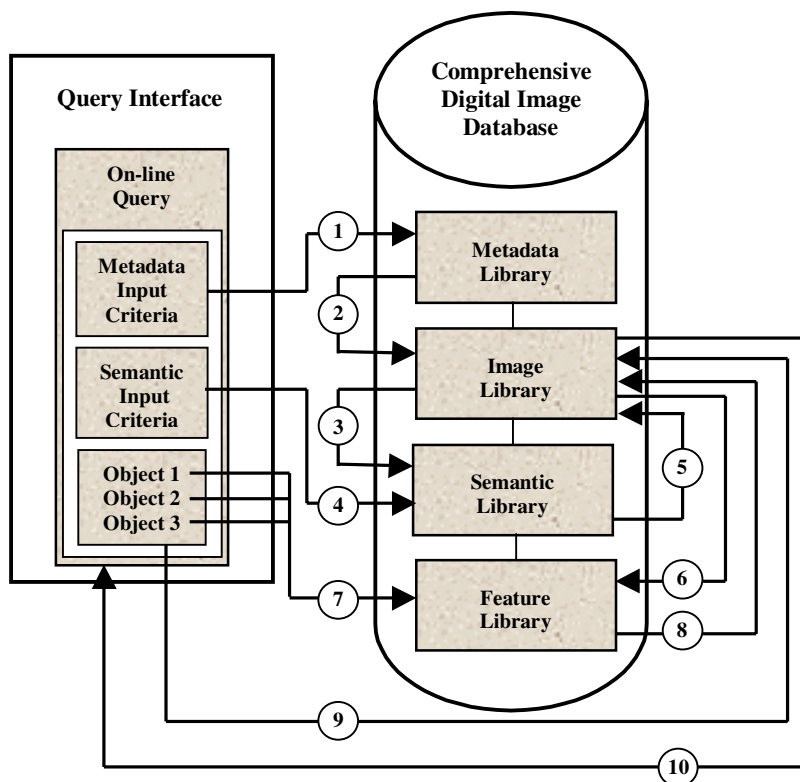 Query Interface
On-line
Query
Metadada
Input
Criteria
Semantic
Input
Criteria
Object 1
Object 2
Object 3
Comprehensive
Digital Image
Database
Metadata
Library
Image
Library
Semantic
Library
Feature
Library
1
2
3
4
5
6
7
8
9
10